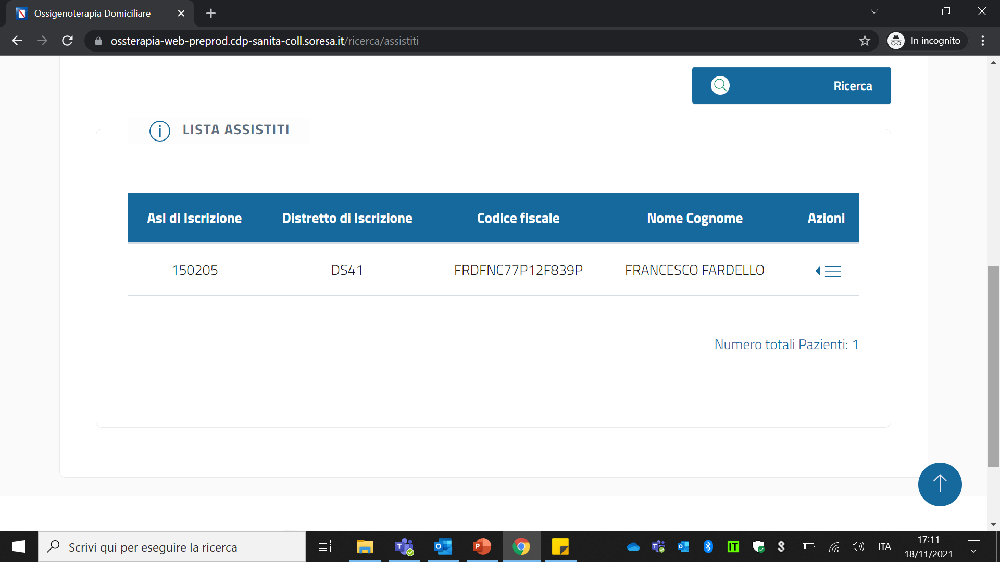 Ossigenoterapia Domiciliare
ossterapia-web-preprod.cdp-sanita-coll.soresa.it/ricerca/assistiti
In incognito
Ricerca
LISTA ASSISTITI
Asl di Iscrizione Distretto di Iscrizione Codice fiscale Nome Cognome Azioni
150205 DS41 FRDFNC77P12F839P FRANCESCO FARDELLO
Numero totali Pazienti: 1
Scrivi qui per eseguire la ricerca
IT
ITA
17:11
18/11/2021